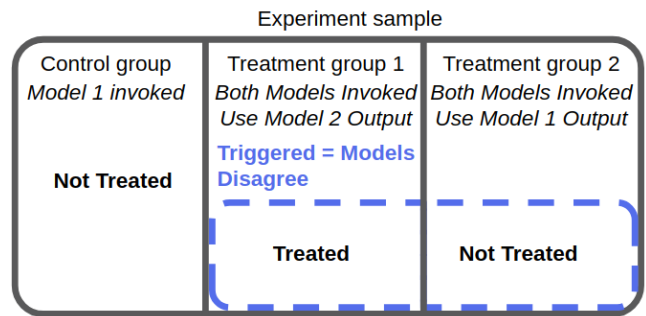 Experiment sample
Control group
Model 1 invoked
Not Treated
Treatment group 1
Both Models Invoked
Use Model 2 Output
Triggered = Models
Disagree
Treated
Treatment group 2
Both Models Invoked
Use Model 1 Output
Not Treated